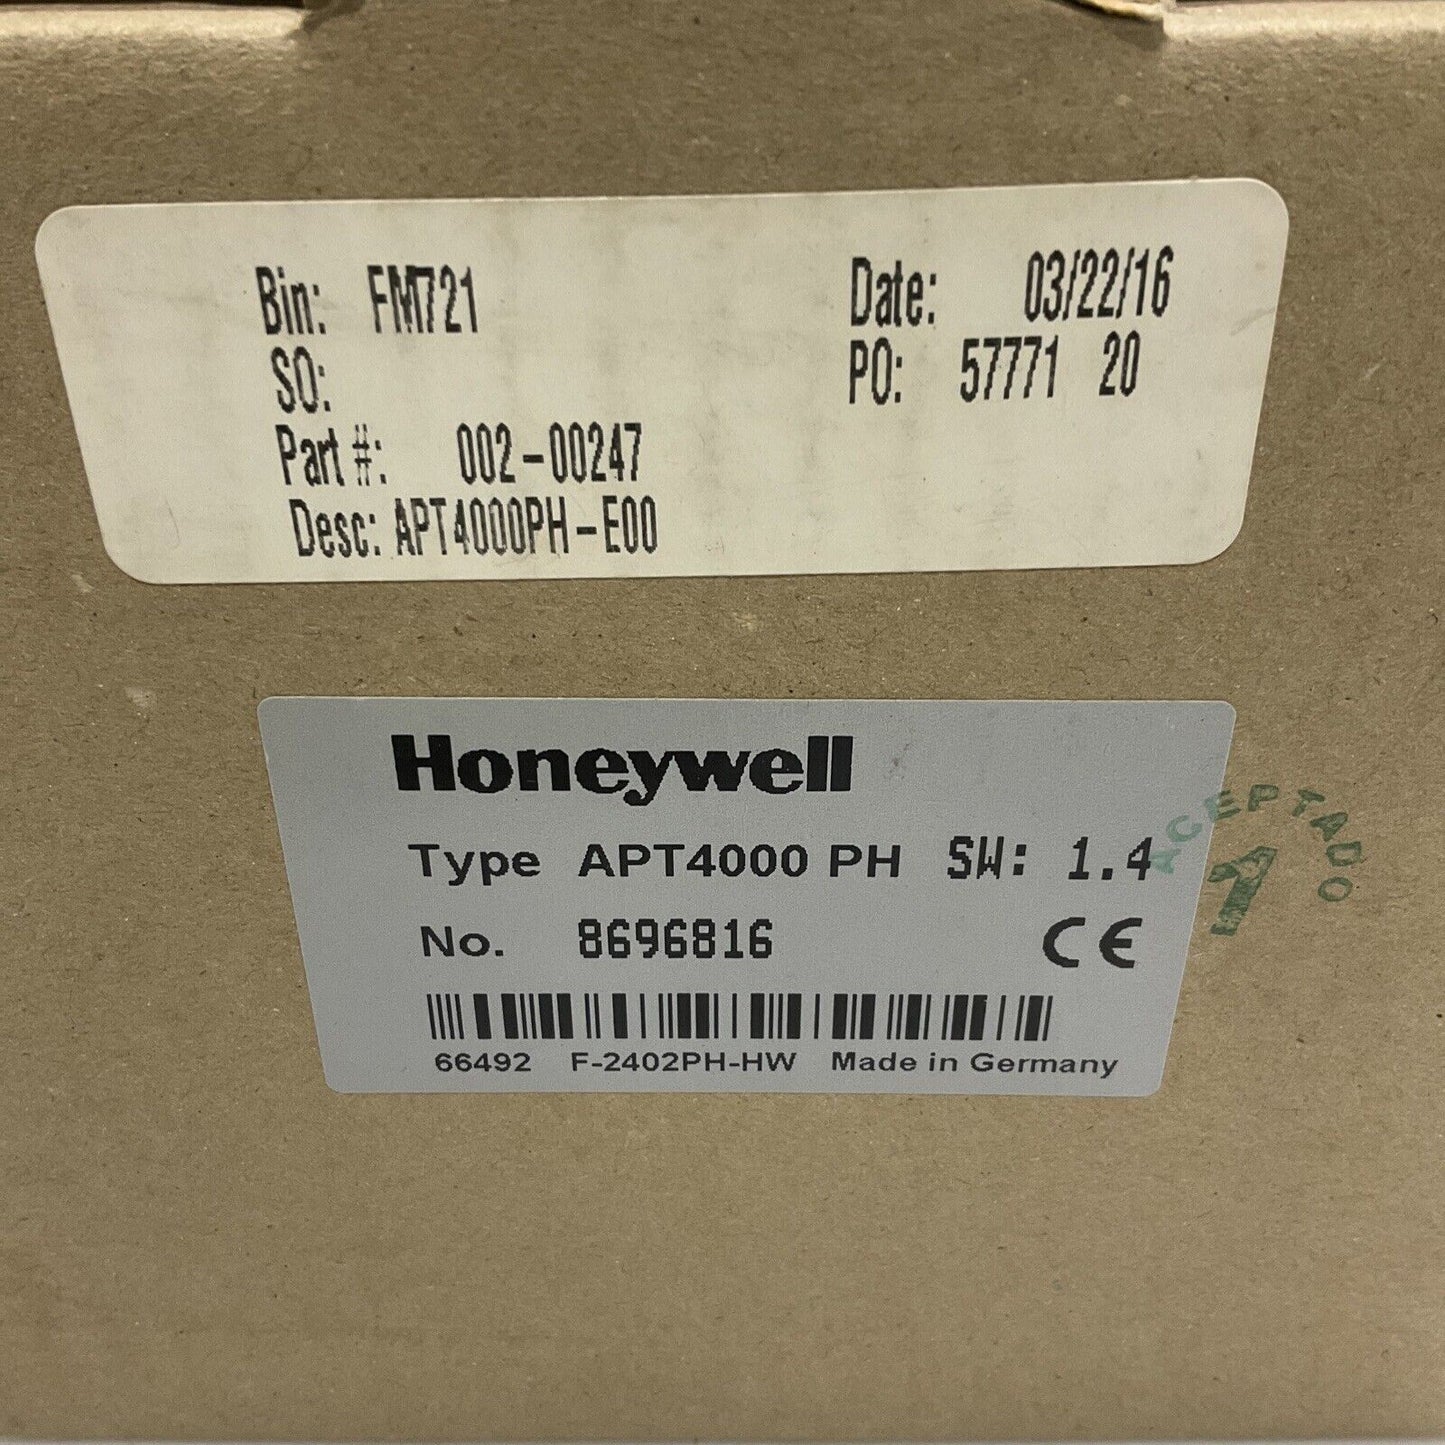 Bin: FM721 Date: 03/22/16
SO: PO: 57771 20
Part #: 002-00247
Desc: APT4000PH-E00
Honeywell
Type APT4000 PH SW: 1.4
No. 8696816 CE
66492 F-2402PH-HW Made in Germany
ACEPTADO
7